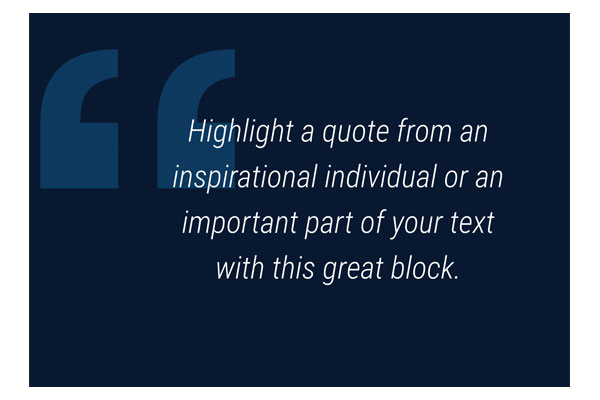 Highlight a quote from an
inspirational individual or an
important part of your text
with this great block.